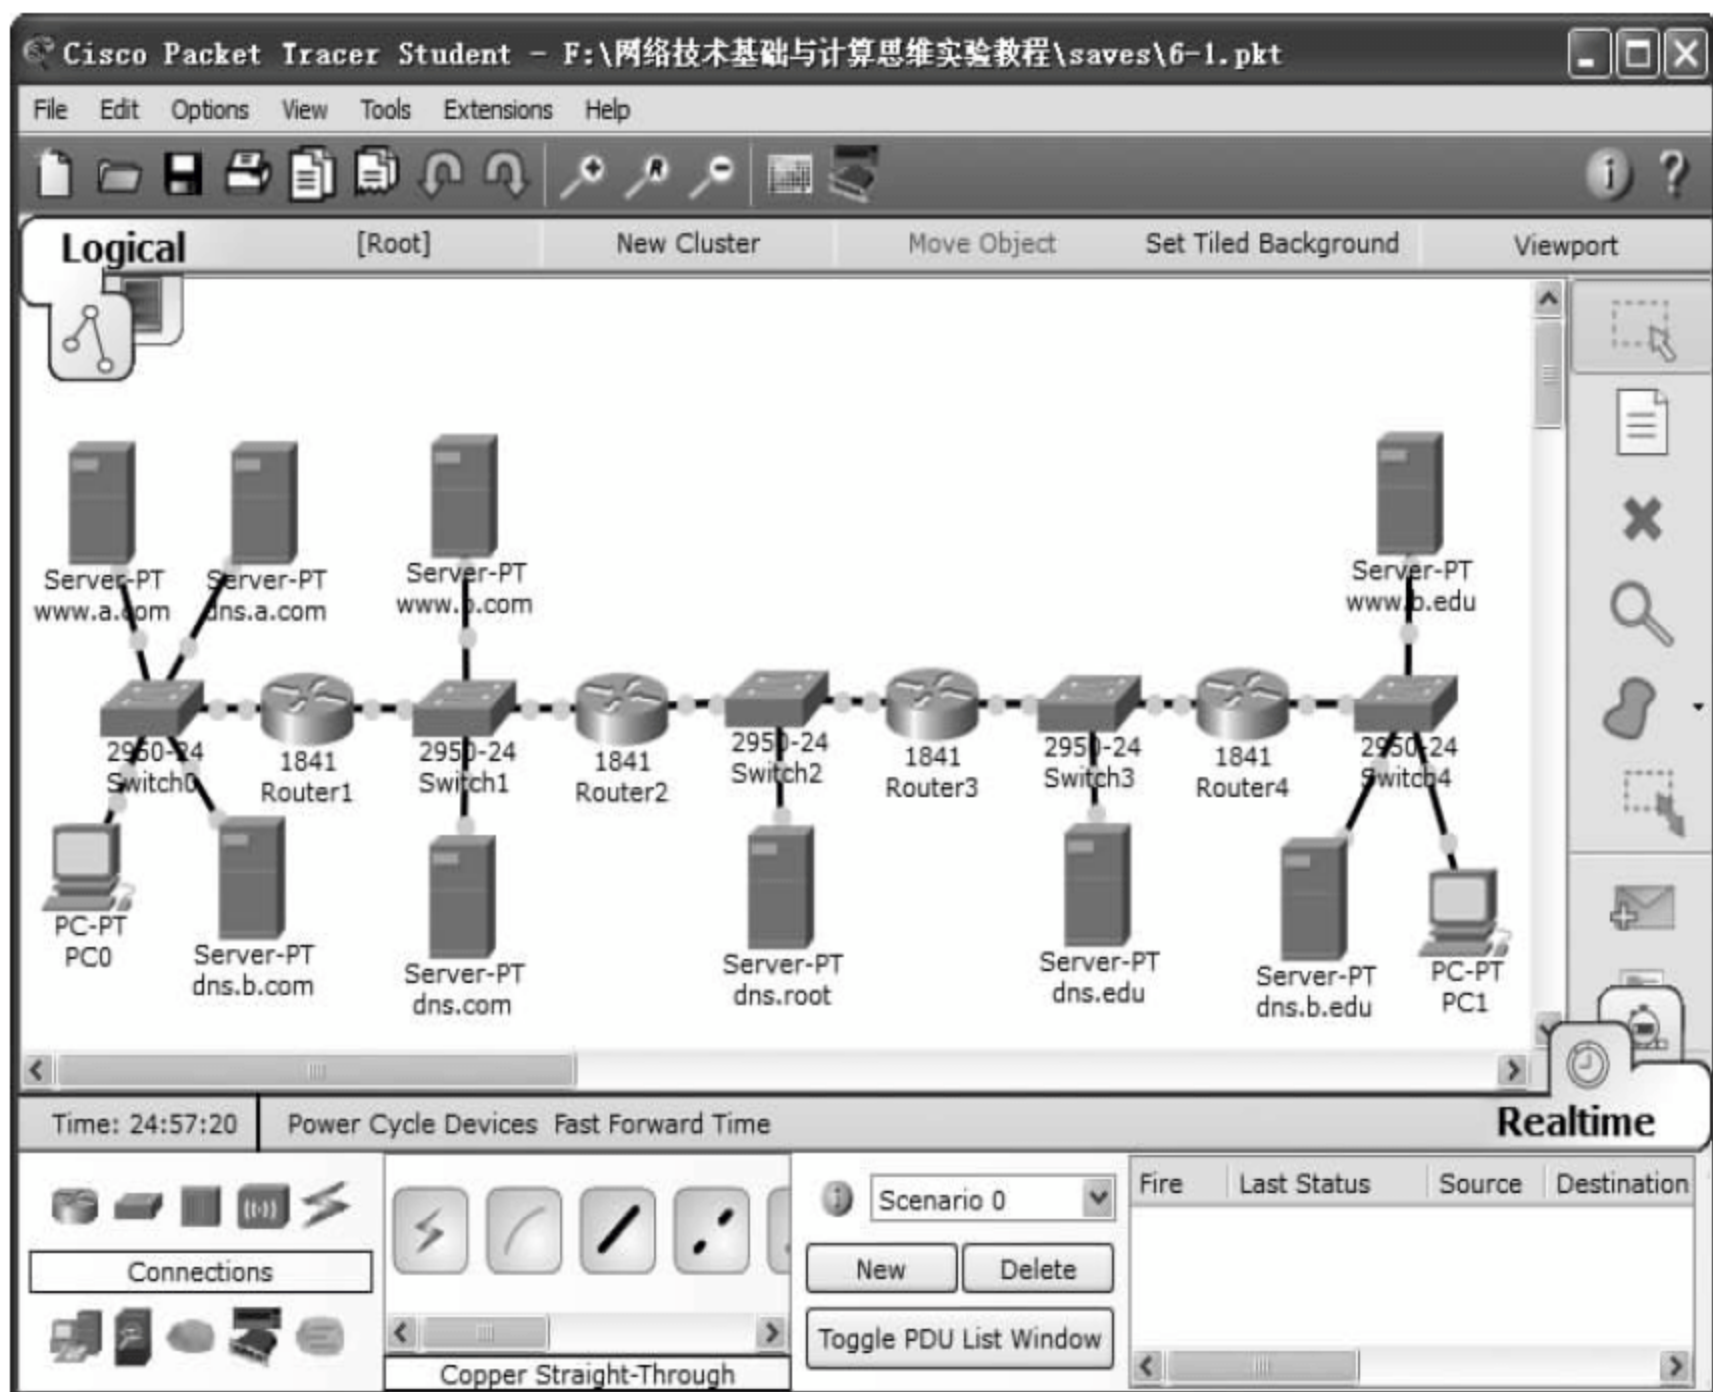 Cisco Packet Tracer Student - F:\网络技术基础与计算思维实验教程\saves\6-1.pkt
File Edit Options View Tools Extensions Help
Logical [Root] New Cluster Move Object Set Tiled Background Viewport
Server-PT
www.a.com
Server-PT
dns.a.com
Server-PT
www.b.com
Server-PT
www.b.edu
2950-24
Switch0
1841
Router1
2950-24
Switch1
1841
Router2
2950-24
Switch2
1841
Router3
2950-24
Switch3
1841
Router4
2950-24
Switch4
PC-PT
PC0
Server-PT
dns.b.com
Server-PT
dns.com
Server-PT
dns.root
Server-PT
dns.edu
Server-PT
dns.b.edu
PC-PT
PC1
Time: 24:57:20 Power Cycle Devices Fast Forward Time Realtime
Connections
Copper Straight-Through
Scenario 0
New Delete
Toggle PDU List Window
Fire Last Status Source Destination